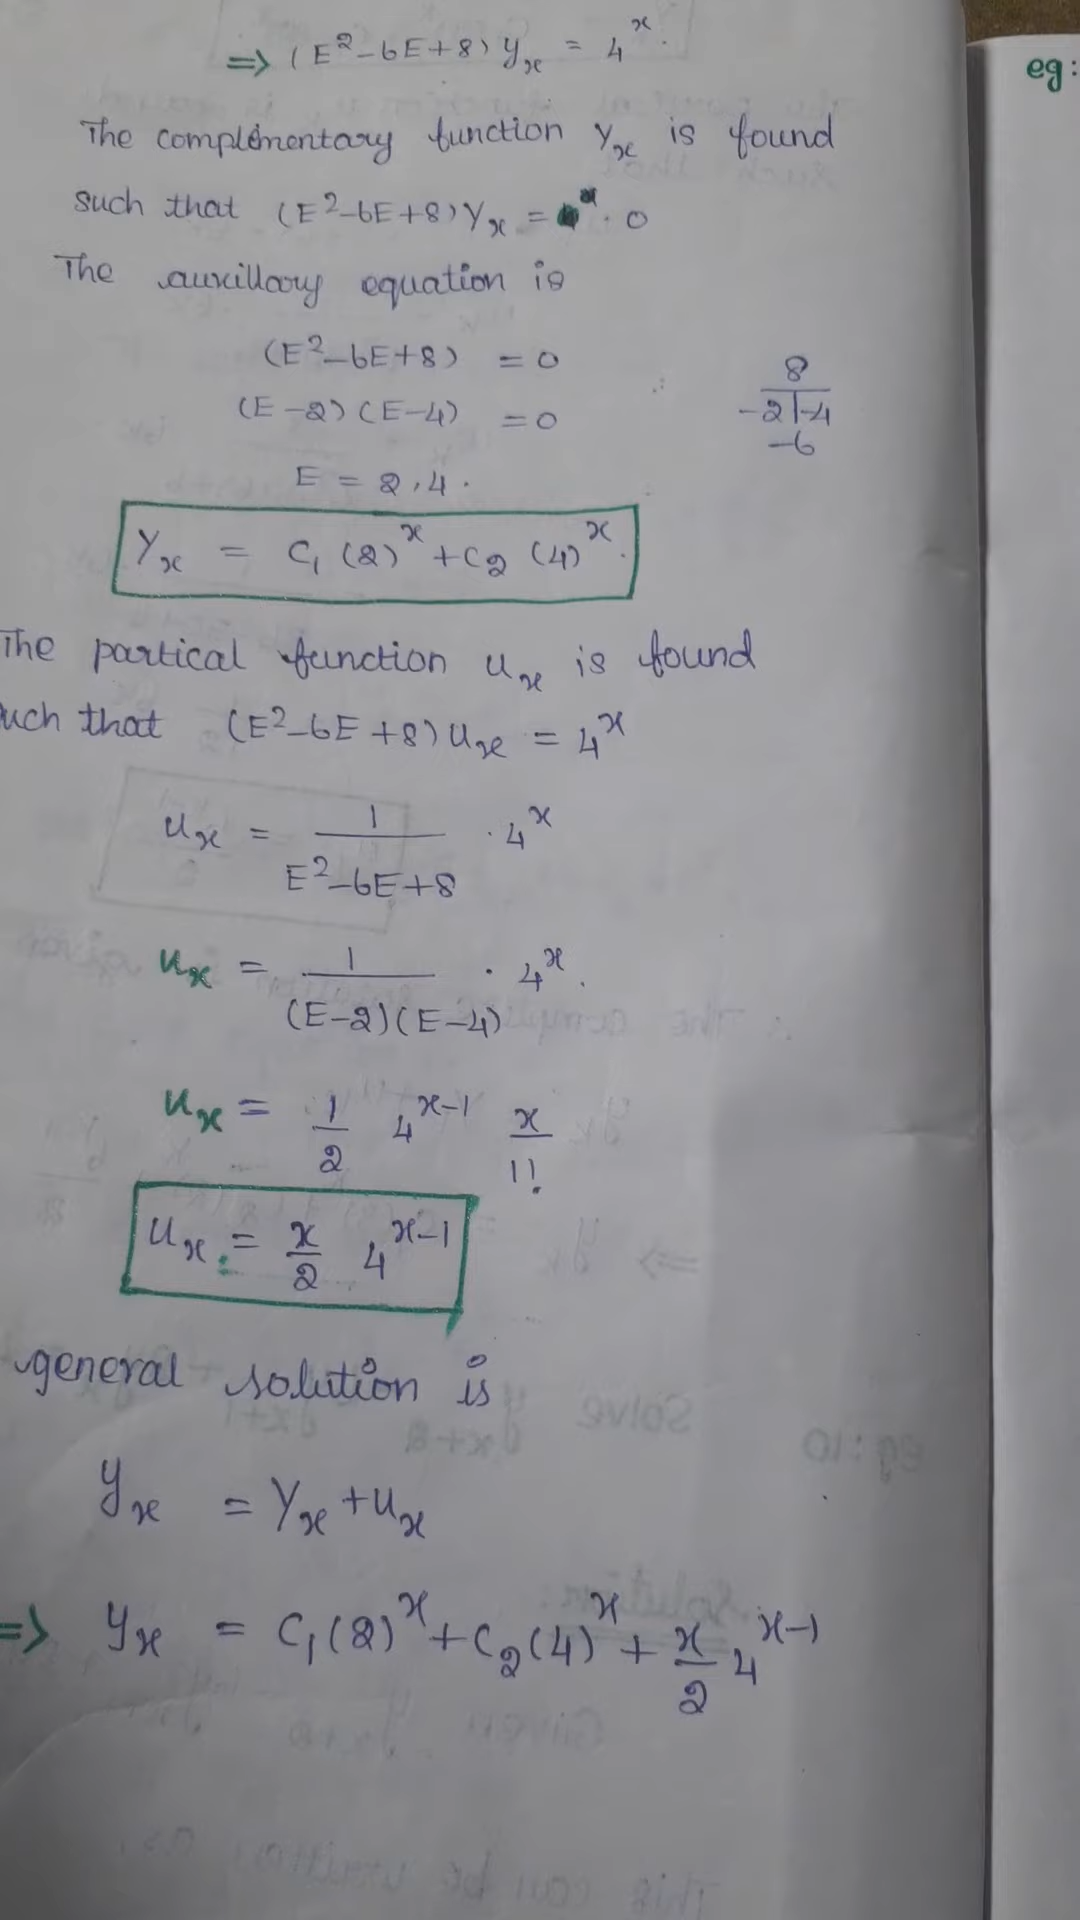 ⇒ (E²-6E+8) yₓ = 4ˣ.
eg:
The complementary function Yₓ is found
such that (E²-6E+8) Yₓ = . 0
The auxillary equation is
(E²-6E+8) = 0
8
(E-2) (E-4) = 0
-2|-4
-6
E = 2, 4.
Yₓ = C₁ (2)ˣ + C₂ (4)ˣ.
The partical function uₓ is found
uch that (E²-6E+8) uₓ = 4ˣ
uₓ = 1/(E²-6E+8) · 4ˣ
uₓ = 1/((E-2)(E-4)) · 4ˣ.
uₓ = 1/2 4ˣ⁻¹ x/1!
uₓ = x/2 4ˣ⁻¹
general solution is
yₓ = Yₓ + uₓ
⇒ yₓ = C₁(2)ˣ + C₂(4)ˣ + x/2 4ˣ⁻¹